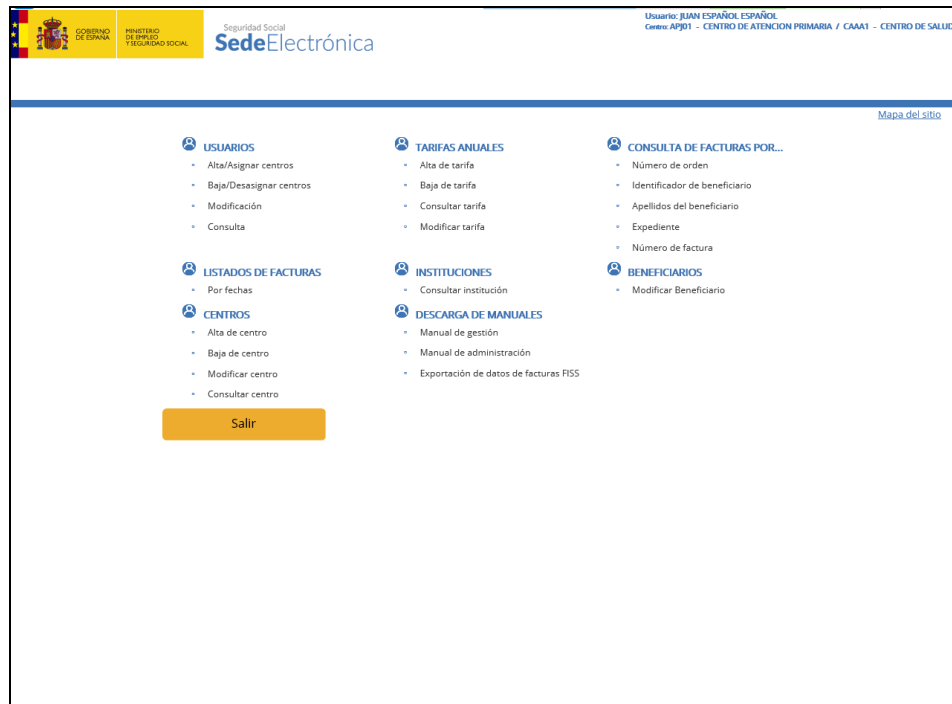 GOBIERNO
DE ESPAÑA
MINISTERIO
DE EMPLEO
Y SEGURIDAD SOCIAL
Seguridad Social
SedeElectrónica
Usuario: JUAN ESPAÑOL ESPAÑOL
Centro: APJ01 - CENTRO DE ATENCION PRIMARIA / CAAA1 - CENTRO DE SALUD
Mapa del sitio
USUARIOS
Alta/Asignar centros
Baja/Desasignar centros
Modificación
Consulta
TARIFAS ANUALES
Alta de tarifa
Baja de tarifa
Consultar tarifa
Modificar tarifa
CONSULTA DE FACTURAS POR...
Número de orden
Identificador de beneficiario
Apellidos del beneficiario
Expediente
Número de factura
LISTADOS DE FACTURAS
Por fechas
INSTITUCIONES
Consultar institución
BENEFICIARIOS
Modificar Beneficiario
CENTROS
Alta de centro
Baja de centro
Modificar centro
Consultar centro
DESCARGA DE MANUALES
Manual de gestión
Manual de administración
Exportación de datos de facturas FISS
Salir